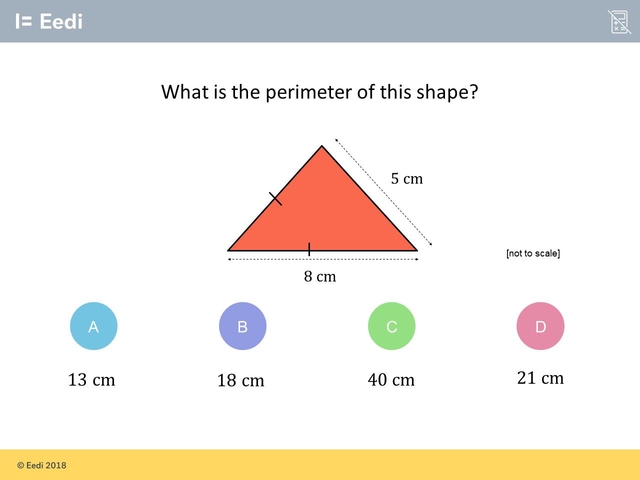 I= Eedi
What is the perimeter of this shape?
5 cm
[not to scale]
8 cm
A
B
C
D
13 cm
18 cm
40 cm
21 cm
© Eedi 2018